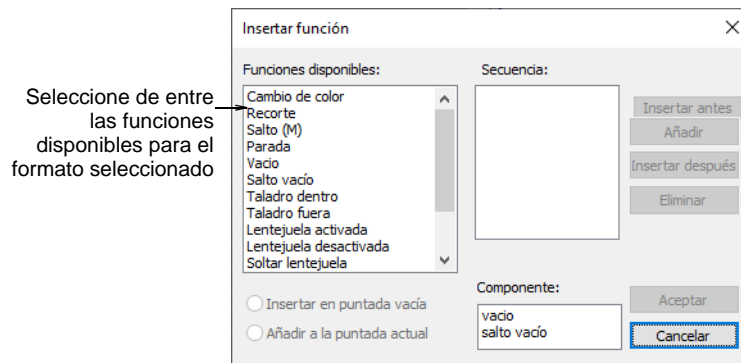 Insertar función
Funciones disponibles:
Secuencia:
Seleccione de entre
las funciones
disponibles para el
formato seleccionado
Cambio de color
Recorte
Salto (M)
Parada
Vacio
Salto vacío
Taladro dentro
Taladro fuera
Lentejuela activada
Lentejuela desactivada
Soltar lentejuela
Insertar antes
Añadir
Insertar después
Eliminar
Insertar en puntada vacía
Añadir a la puntada actual
Componente:
vacio
salto vacío
Aceptar
Cancelar